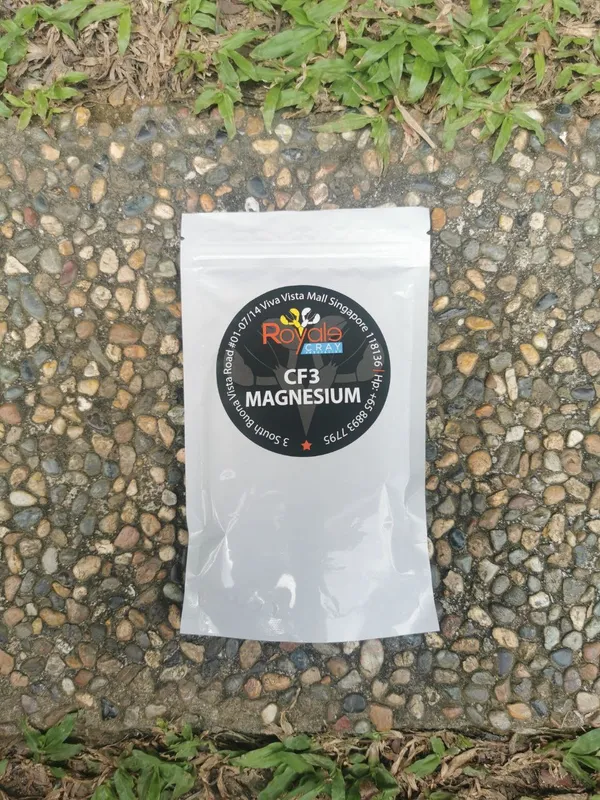 3 South Buona Vista Road #01-07/14 Viva Vista Mall Singapore 118136 | Hp:+65 8893 7795
Royale
CRAY
CF3
MAGNESIUM